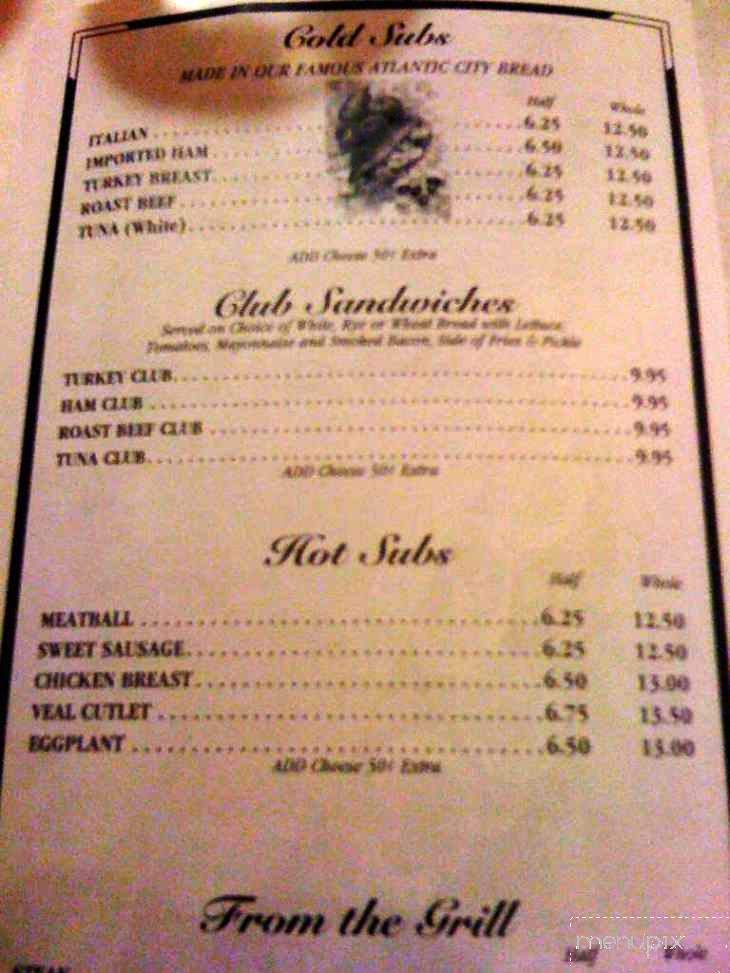 Cold Subs
MADE IN OUR FAMOUS ATLANTIC CITY BREAD
Half Whole
ITALIAN 6.25 12.50
IMPORTED HAM 6.50 12.50
TURKEY BREAST 6.25 12.50
ROAST BEEF 6.25 12.50
TUNA (White) 6.25 12.50
ADD Cheese 50¢ Extra
Club Sandwiches
Served on Choice of White, Rye or Wheat Bread with Lettuce,
Tomatoes, Mayonnaise and Smoked Bacon, Side of Fries & Pickle
TURKEY CLUB 9.95
HAM CLUB 9.95
ROAST BEEF CLUB 9.95
TUNA CLUB 9.95
ADD Cheese 50¢ Extra
Hot Subs
Half Whole
MEATBALL 6.25 12.50
SWEET SAUSAGE 6.25 12.50
CHICKEN BREAST 6.50 13.00
VEAL CUTLET 6.75 13.50
EGGPLANT 6.50 13.00
ADD Cheese 50¢ Extra
From the Grill
Half Whole
menupix